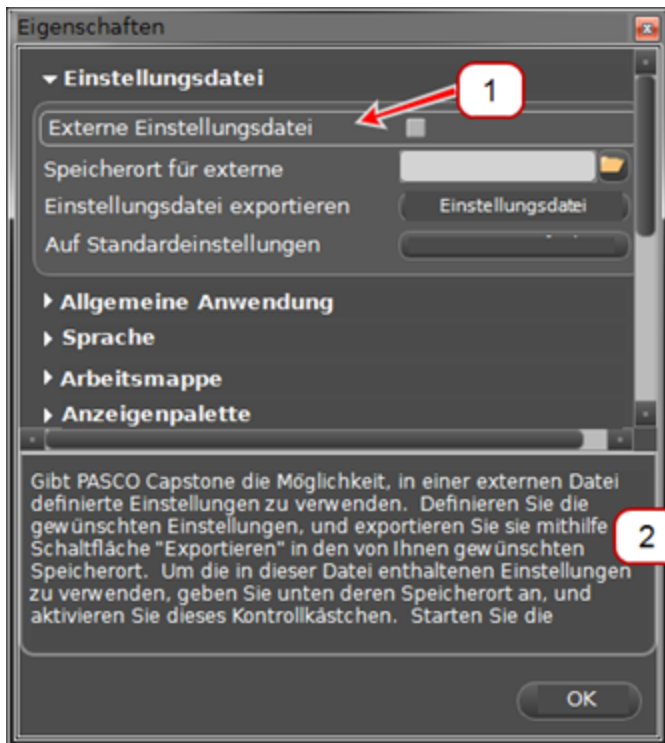 Eigenschaften
Einstellungsdatei
1
Externe Einstellungsdatei
Speicherort für externe
Einstellungsdatei exportieren
Einstellungsdatei
Auf Standardeinstellungen
Allgemeine Anwendung
Sprache
Arbeitsmappe
Anzeigenpalette
Gibt PASCO Capstone die Möglichkeit, in einer externen Datei
definierte Einstellungen zu verwenden. Definieren Sie die
gewünschten Einstellungen, und exportieren Sie sie mithilfe
Schaltfläche "Exportieren" in den von Ihnen gewünschten
Speicherort. Um die in dieser Datei enthaltenen Einstellungen
zu verwenden, geben Sie unten deren Speicherort an, und
aktivieren Sie dieses Kontrollkästchen. Starten Sie die
2
OK